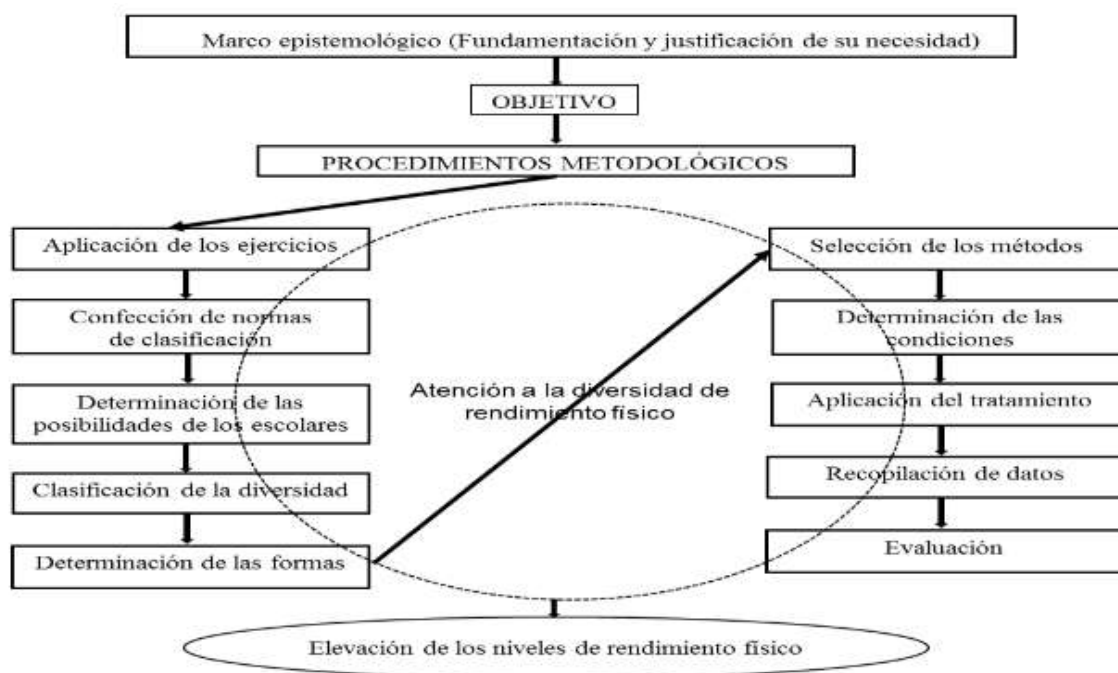 Marco epistemológico (Fundamentación y justificación de su necesidad)
OBJETIVO
PROCEDIMIENTOS METODOLÓGICOS
Aplicación de los ejercicios
Confección de normas
de clasificación
Determinación de las
posibilidades de los escolares
Clasificación de la diversidad
Determinación de las formas
Atención a la diversidad de
rendimiento físico
Selección de los métodos
Determinación de las
condiciones
Aplicación del tratamiento
Recopilación de datos
Evaluación
Elevación de los niveles de rendimiento físico